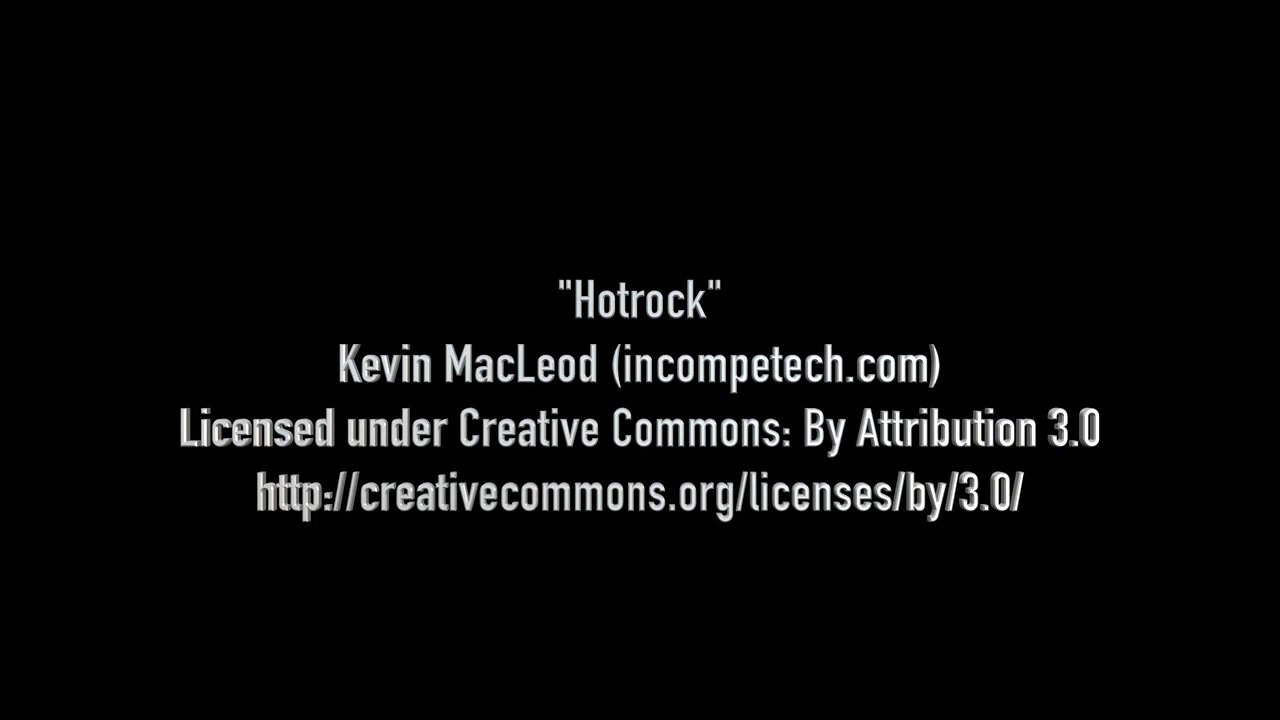 "Hotrock"
Kevin MacLeod (incompetech.com)
Licensed under Creative Commons: By Attribution 3.0
http://creativecommons.org/licenses/by/3.0/